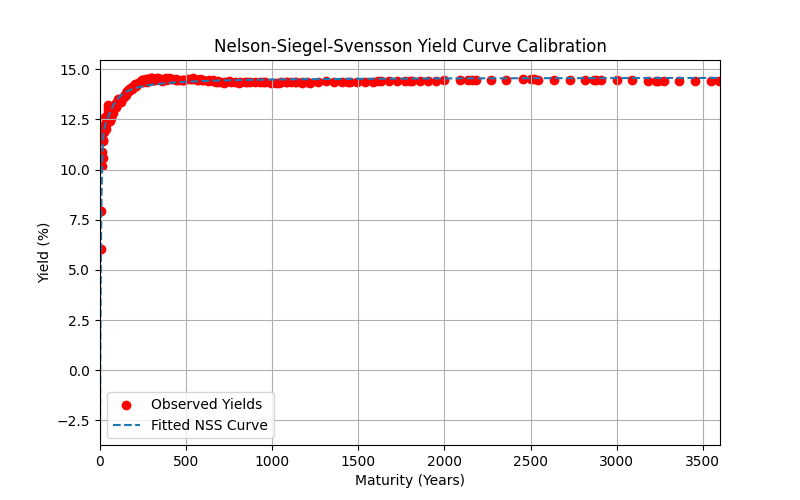 Nelson-Siegel-Svensson Yield Curve Calibration
15.0
12.5
10.0
7.5
5.0
2.5
0.0
−2.5
Yield (%)
Observed Yields
Fitted NSS Curve
0 500 1000 1500 2000 2500 3000 3500
Maturity (Years)